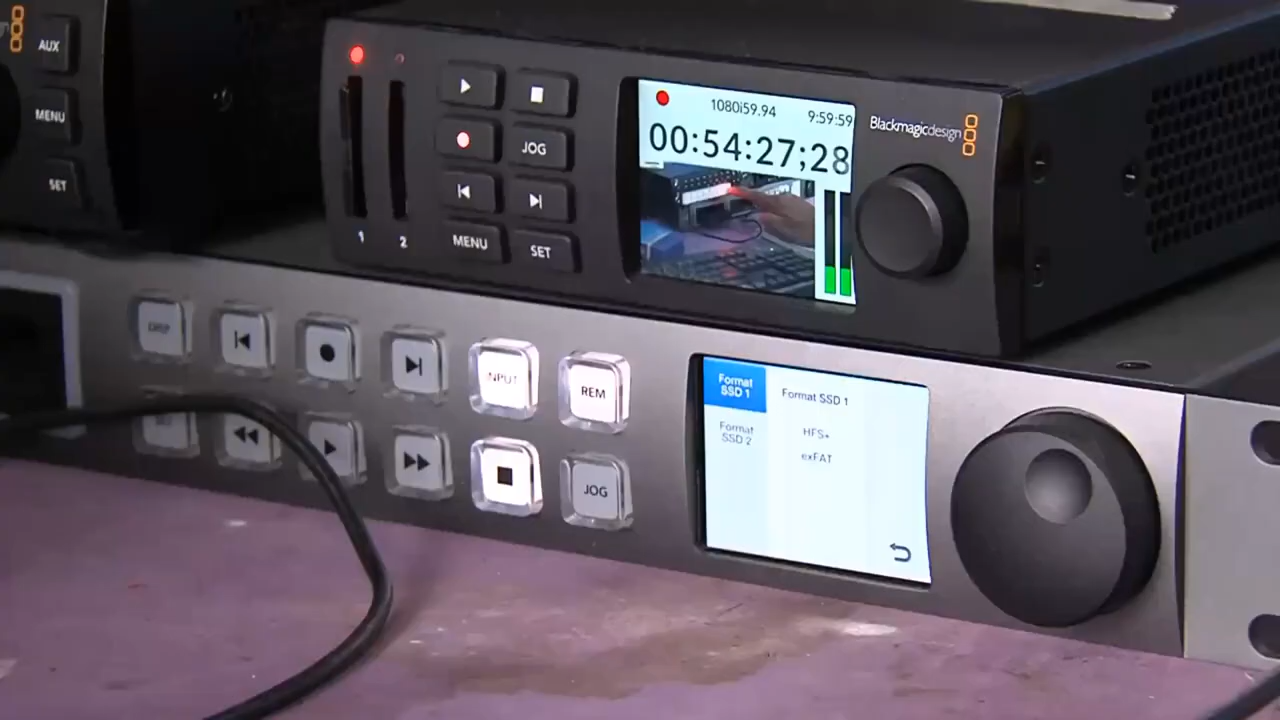 AUX
MENU
SET
1
2
JOG
MENU
SET
1080i59.94
9:59:59
00:54:27;28
Blackmagicdesign
DISP
INPUT
REM
JOG
Format
SSD 1
Format
SSD 2
Format SSD 1
HFS+
exFAT